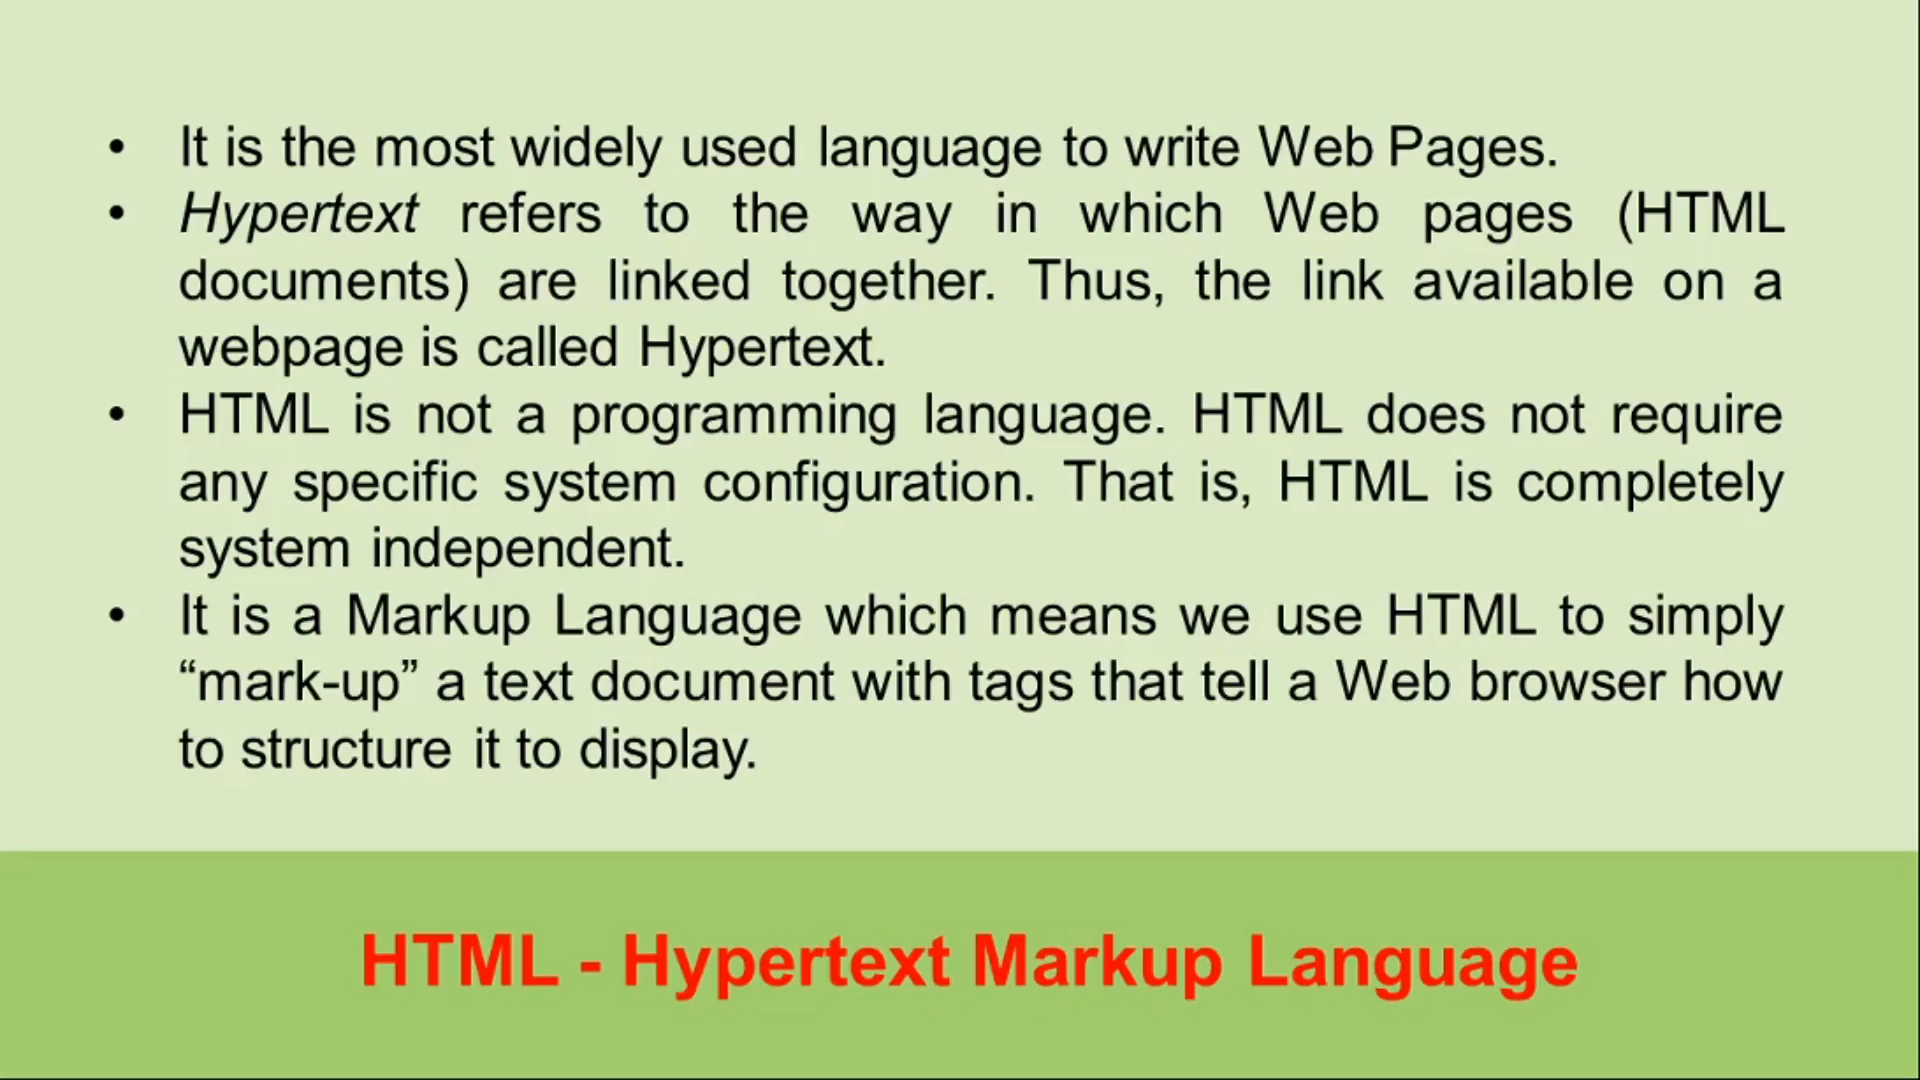 • It is the most widely used language to write Web Pages.
• Hypertext refers to the way in which Web pages (HTML
documents) are linked together. Thus, the link available on a
webpage is called Hypertext.
• HTML is not a programming language. HTML does not require
any specific system configuration. That is, HTML is completely
system independent.
• It is a Markup Language which means we use HTML to simply
“mark-up” a text document with tags that tell a Web browser how
to structure it to display.
HTML - Hypertext Markup Language